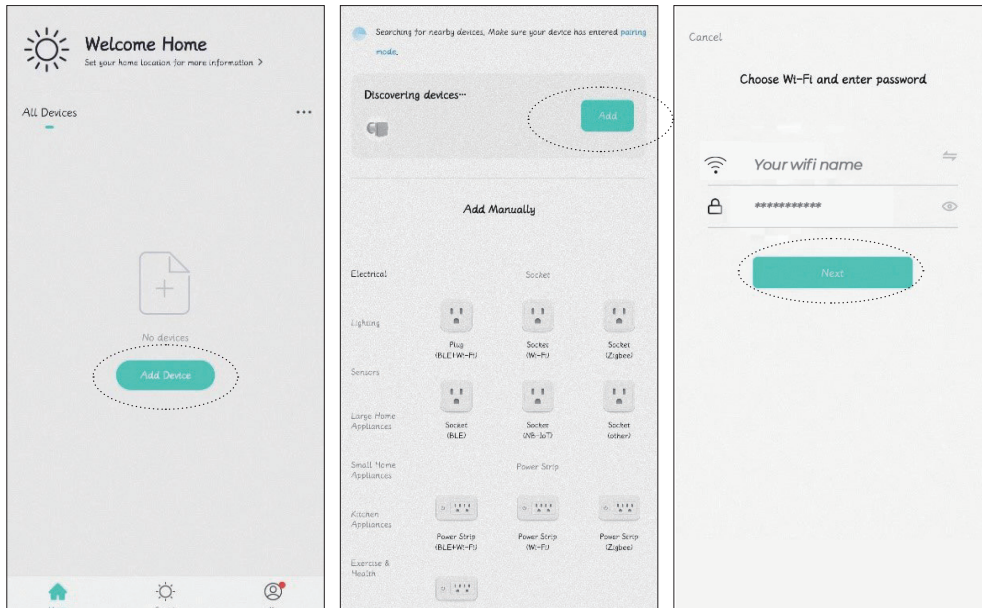 Welcome Home
Set your home location for more information >
All Devices
No devices
Add Device
Searching for nearby devices, Make sure your device has entered pairing
mode.
Discovering devices...
Add
Add Manually
Electrical
Socket
Lighting
Plug
(BLE+Wi-Fi)
Socket
(Wi-Fi)
Socket
(Zigbee)
Sensors
Large Home
Appliances
Socket
(BLE)
Socket
(NB-IoT)
Socket
(other)
Small Home
Appliances
Power Strip
Kitchen
Appliances
Power Strip
(BLE+Wi-Fi)
Power Strip
(Wi-Fi)
Power Strip
(Zigbee)
Exercise &
Health
Cancel
Choose Wi-Fi and enter password
Your wifi name
***********
Next